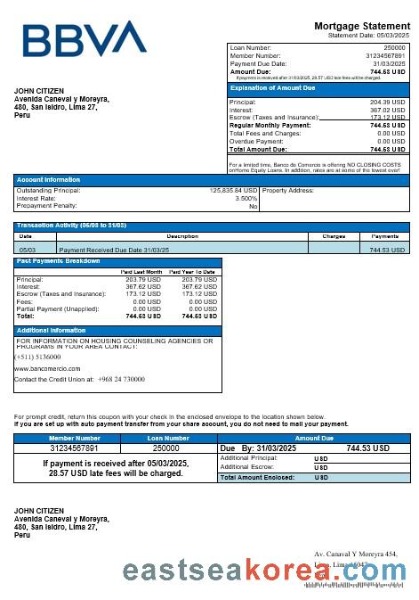 BBVA
Mortgage Statement
Statement Date: 05/03/2025
Loan Number: 250000
Member Number: 31234567891
Payment Due Date: 31/03/2025
Amount Due: 744.53 USD
If payment is received after 31/03/2025, 28.57 USD late fees will be charged.
JOHN CITIZEN
Avenida Canaval y Moreyra,
480, San Isidro, Lima 27,
Peru
Explanation of Amount Due
Principal: 204.39 USD
Interest: 367.02 USD
Escrow (Taxes and Insurance): 173.12 USD
Regular Monthly Payment: 744.53 USD
Total Fees and Charges: 0.00 USD
Overdue Payment: 0.00 USD
Total Amount Due: 744.53 USD
For a limited time, Banco de Comercio is offering NO CLOSING COSTS
on Home Equity Loans. In addition, rates are at some of the lowest ever!
Account Information
Outstanding Principal: 125,835.84 USD Property Address:
Interest Rate: 3.500%
Prepayment Penalty: No
Transaction Activity (05/03 to 31/03)
Date Description Charges Payments
05/03 Payment Received Due Date 31/03/25 744.53 USD
Past Payments Breakdown
Paid Last Month Paid Year To Date
Principal: 203.79 USD 203.79 USD
Interest: 367.62 USD 367.62 USD
Escrow (Taxes and Insurance): 173.12 USD 173.12 USD
Fees: 0.00 USD 0.00 USD
Partial Payment (Unapplied): 0.00 USD 0.00 USD
Total: 744.53 USD 744.53 USD
Additional Information
FOR INFORMATION ON HOUSING COUNSELING AGENCIES OR
PROGRAMS IN YOUR AREA CONTACT:
(+511) 5136000
www.bancomercio.com
Contact the Credit Union at: +968 24 730000
For prompt credit, return this coupon with your check in the enclosed envelope to the location shown below.
If you are set up with auto payment transfer from your share account, you do not need to mail your payment.
Member Number Loan Number Amount Due
31234567891 250000 Due By: 31/03/2025 744.53 USD
If payment is received after 05/03/2025,
28.57 USD late fees will be charged.
Additional Principal: USD
Additional Escrow: USD
Total Amount Enclosed: USD
JOHN CITIZEN
Avenida Canaval y Moreyra,
480, San Isidro, Lima 27,
Peru
Av. Canaval Y Moreyra 454,
eastseakorea.com